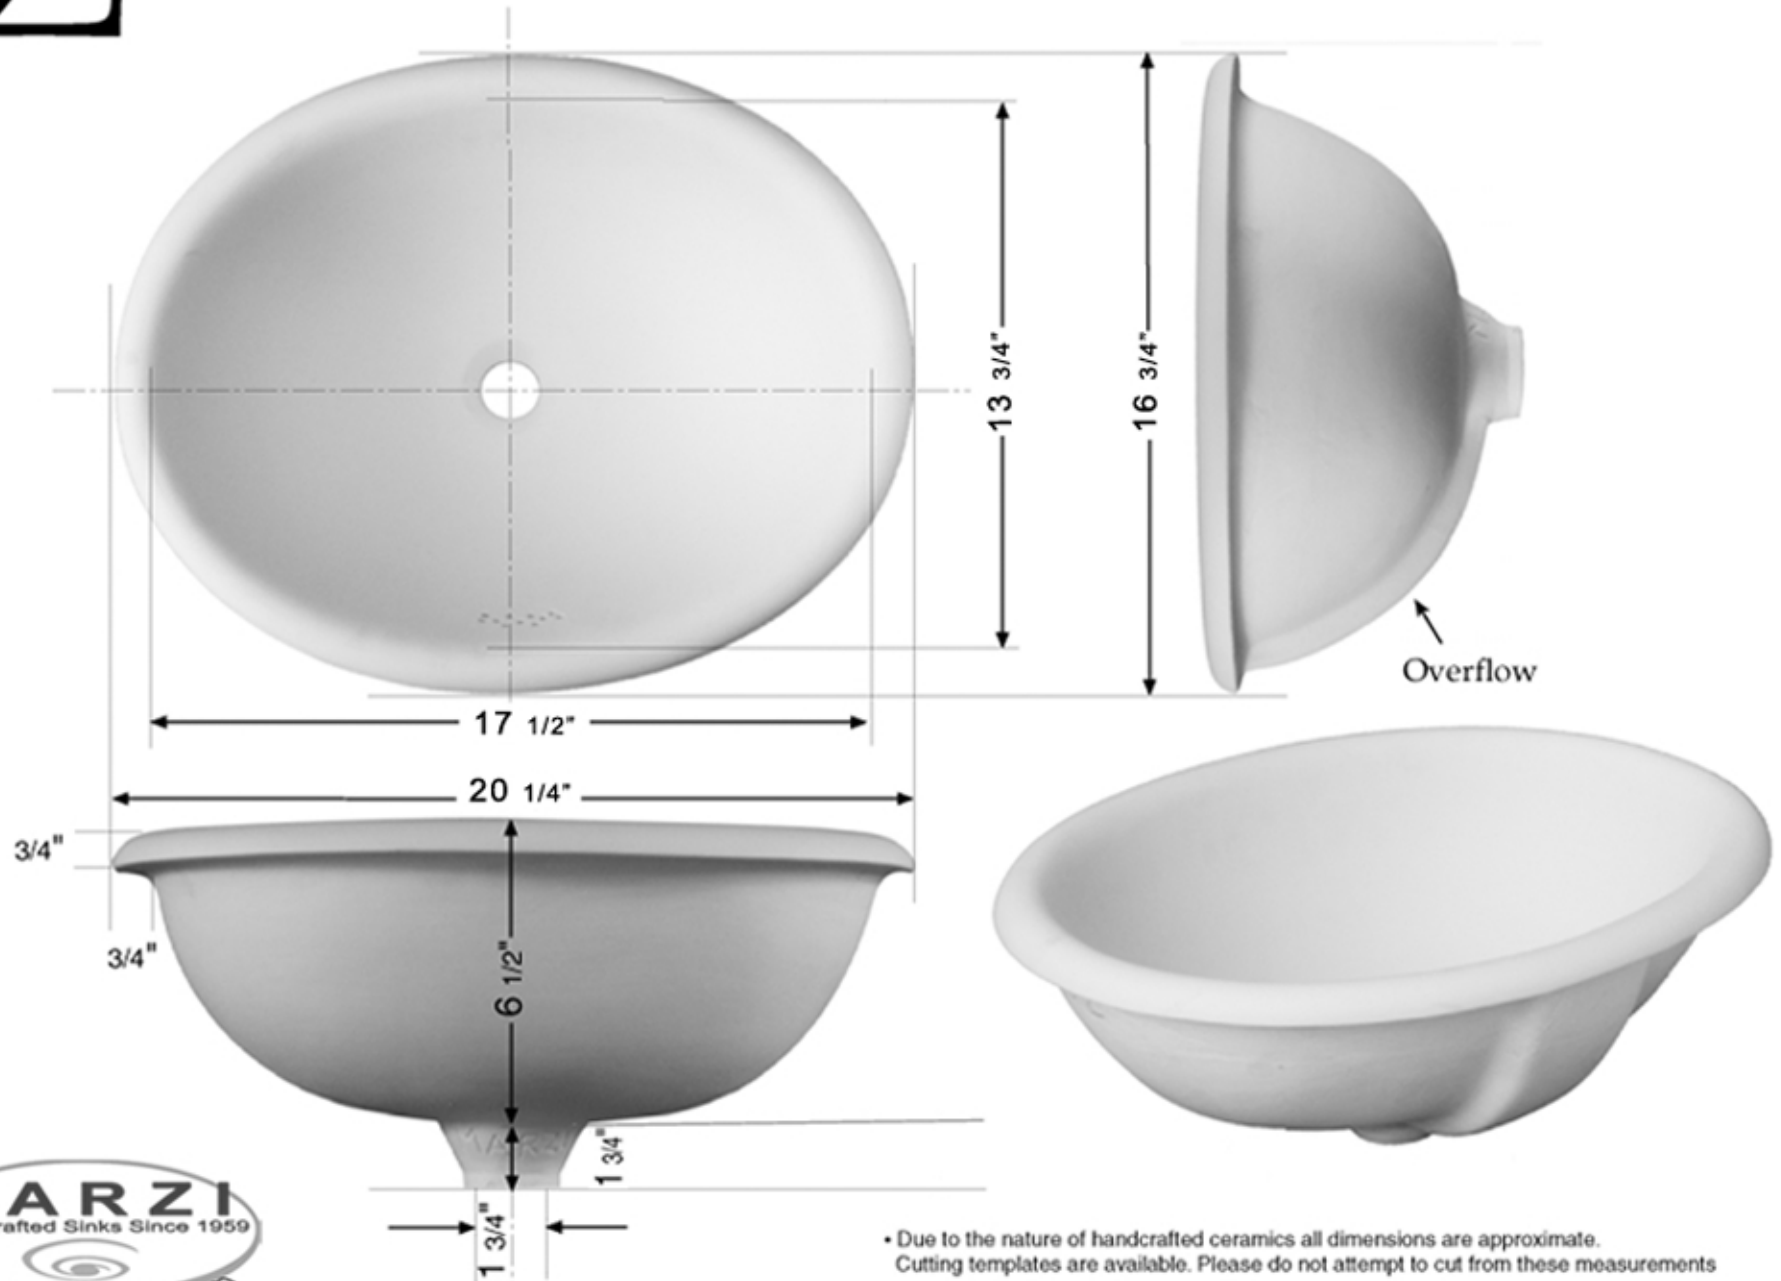 13 3/4"
16 3/4"
Overflow
17 1/2"
20 1/4"
3/4"
3/4"
6 1/2"
1 3/4"
1 3/4"
ARZI
rafted Sinks Since 1959
• Due to the nature of handcrafted ceramics all dimensions are approximate.
Cutting templates are available. Please do not attempt to cut from these measurements